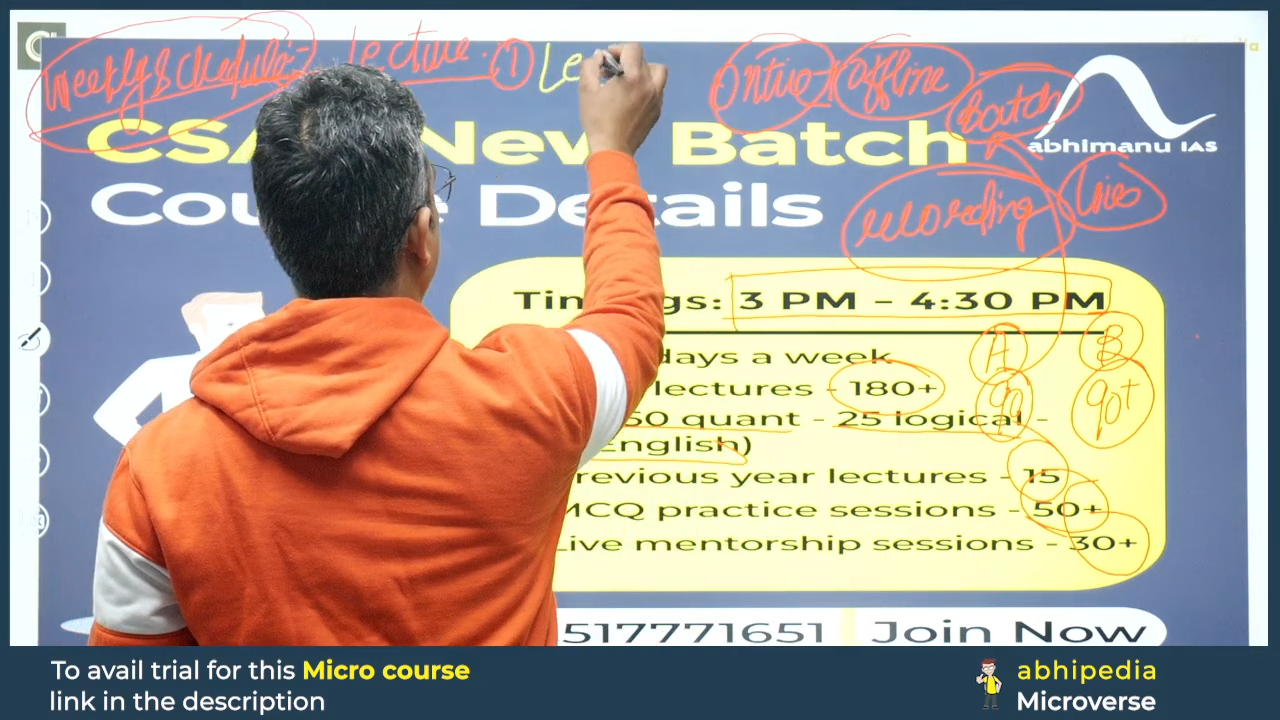 Weekly Schedule:- Lecture. ① Le
Online + Offline
Batch
CSA New Batch
abhimanu IAS
Course Details
recording Live
Timings: 3 PM – 4:30 PM
days a week
A B
lectures - 180+
90 90+
50 quant - 25 logical -
English)
revious year lectures - 15
MCQ practice sessions - 50+
Live mentorship sessions - 30+
517771651 Join Now
To avail trial for this Micro course
link in the description
abhipedia
Microverse